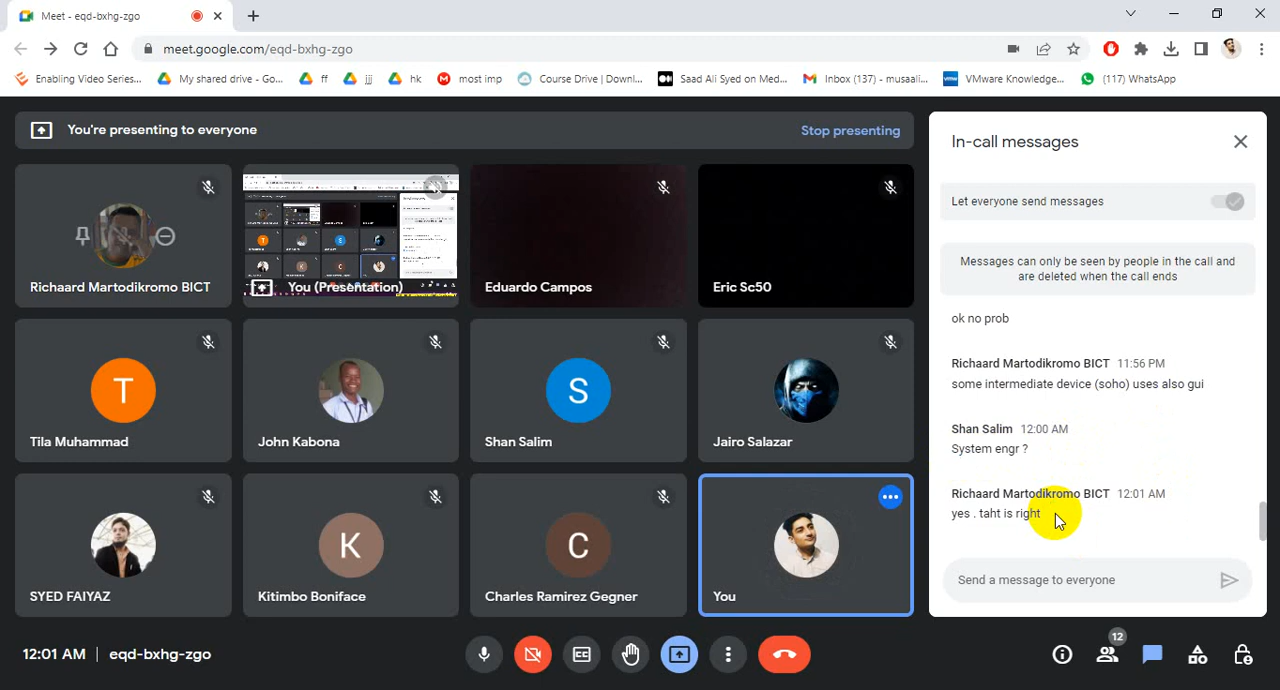 Meet - eqd-bxhg-zgo
meet.google.com/eqd-bxhg-zgo
Enabling Video Series...
My shared drive - Go...
ff
jjj
hk
most imp
Course Drive | Downl...
Saad Ali Syed on Med...
Inbox (137) - musaali...
VMware Knowledge...
(117) WhatsApp
You're presenting to everyone
Stop presenting
Richaard Martodikromo BICT
You (Presentation)
Eduardo Campos
Eric Sc50
T
Tila Muhammad
John Kabona
S
Shan Salim
Jairo Salazar
SYED FAIYAZ
K
Kitimbo Boniface
C
Charles Ramirez Gegner
You
In-call messages
Let everyone send messages
Messages can only be seen by people in the call and
are deleted when the call ends
ok no prob
Richaard Martodikromo BICT 11:56 PM
some intermediate device (soho) uses also gui
Shan Salim 12:00 AM
System engr ?
Richaard Martodikromo BICT 12:01 AM
yes . taht is right
Send a message to everyone
12:01 AM | eqd-bxhg-zgo
12